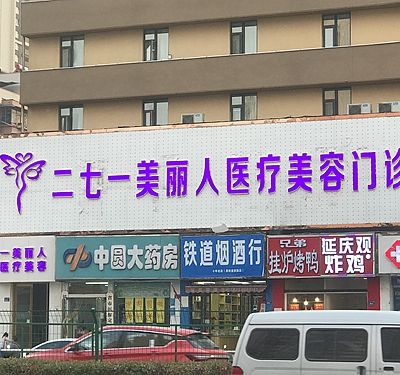 二七一美丽人医疗美容门诊
一美丽人
医疗美容
中圆大药房
铁道烟酒行
兄弟
挂炉烤鸭
延庆观
炸鸡